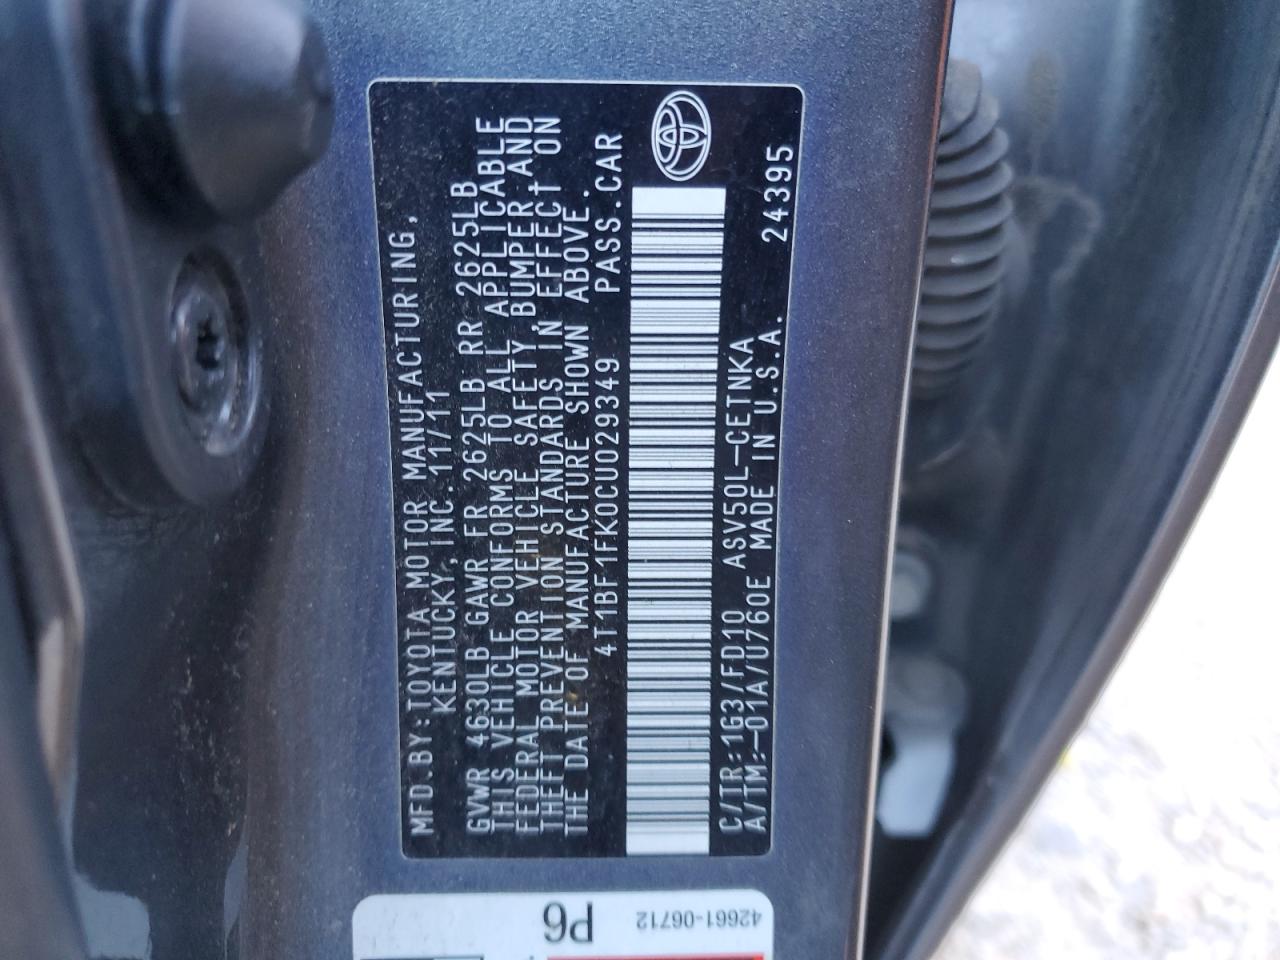 MFD.BY:TOYOTA MOTOR MANUFACTURING,
KENTUCKY, INC. 11/11
GVWR 4630LB GAWR FR 2625LB RR 2625LB
THIS VEHICLE CONFORMS TO ALL APPLICABLE
FEDERAL MOTOR VEHICLE SAFETY, BUMPER, AND
THEFT PREVENTION STANDARDS IN EFFECT ON
THE DATE OF MANUFACTURE SHOWN ABOVE.
4T1BF1FK0CU029349 PASS.CAR
C/TR:1G3/FD10 ASV50L-CETNKA
A/TM:-01A/U760E MADE IN U.S.A. 24395
P6 42661-06712